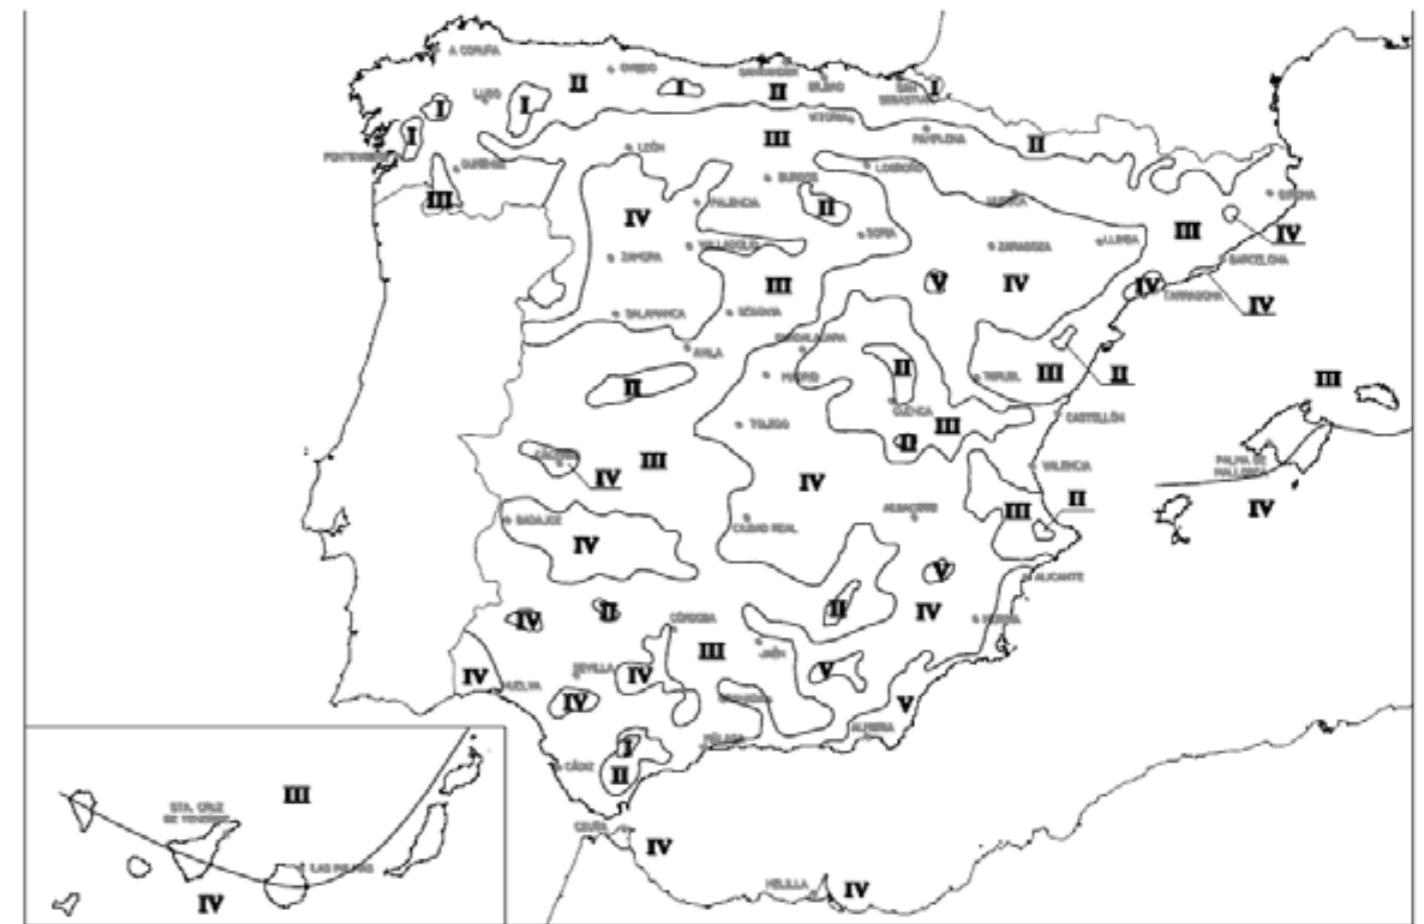 A CORUÑA
OVIEDO
SANTANDER
BILBAO
SAN
SEBASTIAN
I
LUGO
II
I
II
I
I
I
VITORIA
PAMPLONA
II
III
LEÓN
PONTEVEDRA
OURENSE
LOGROÑO
BURGOS
HUESCA
GIRONA
III
IV
PALENCIA
II
SORIA
III
IV
VALLADOLID
ZARAGOZA
LLEIDA
ZAMORA
BARCELONA
III
V
IV
IV
TARRAGONA
IV
SALAMANCA
SEGOVIA
GUADALAJARA
AVILA
II
MADRID
TERUEL
III
II
III
II
CUENCA
CASTELLÓN
TOLEDO
III
II
CACERES
III
IV
VALENCIA
PALMA DE
MALLORCA
IV
II
IV
ALBACETE
III
BADAJOZ
CIUDAD REAL
IV
V
ALICANTE
IV
II
II
IV
MURCIA
CÓRDOBA
III
JAÉN
SEVILLA
IV
V
IV
HUELVA
IV
GRANADA
V
ALMERIA
MÁLAGA
I
CÁDIZ
II
III
STA. CRUZ
DE TENERIFE
CEUTA
IV
LAS PALMAS
IV
MELILLA
IV